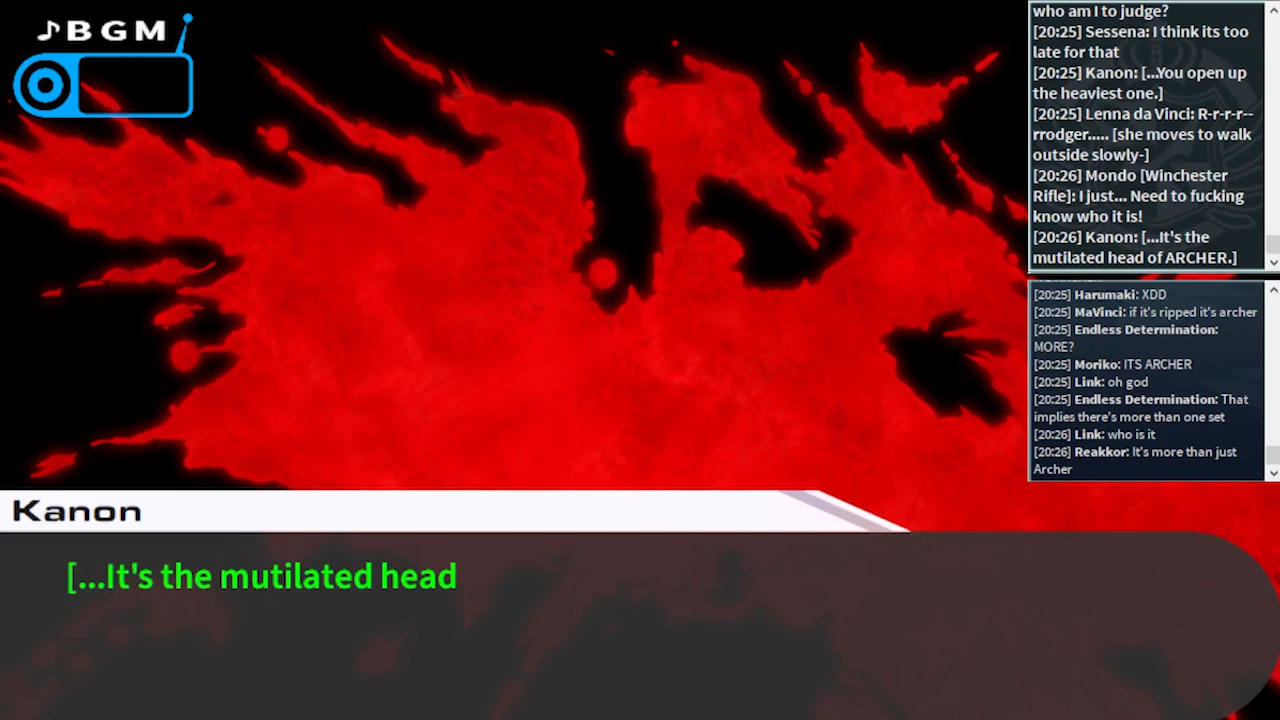 ♪BGM
who am I to judge?
[20:25] Sessena: I think its too
late for that
[20:25] Kanon: [...You open up
the heaviest one.]
[20:25] Lenna da Vinci: R-r-r-r--
rrodger..... [she moves to walk
outside slowly-]
[20:26] Mondo [Winchester
Rifle]: I just... Need to fucking
know who it is!
[20:26] Kanon: [...It's the
mutilated head of ARCHER.]
[20:25] Harumaki: XDD
[20:25] MaVinci: if it's ripped it's archer
[20:25] Endless Determination:
MORE?
[20:25] Moriko: ITS ARCHER
[20:25] Link: oh god
[20:25] Endless Determination: That
implies there's more than one set
[20:26] Link: who is it
[20:26] Reakkor: It's more than just
Archer
Kanon
[...It's the mutilated head